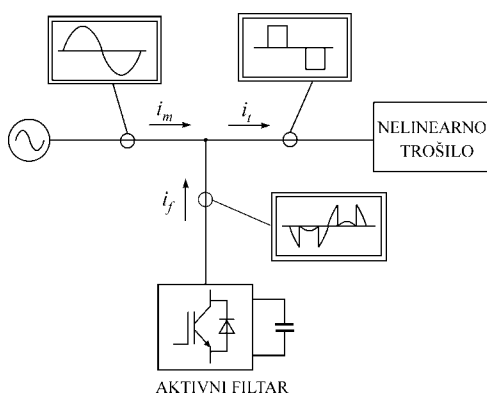 i_m
i_t
NELINEARNO
TROŠILO
i_f
AKTIVNI FILTAR